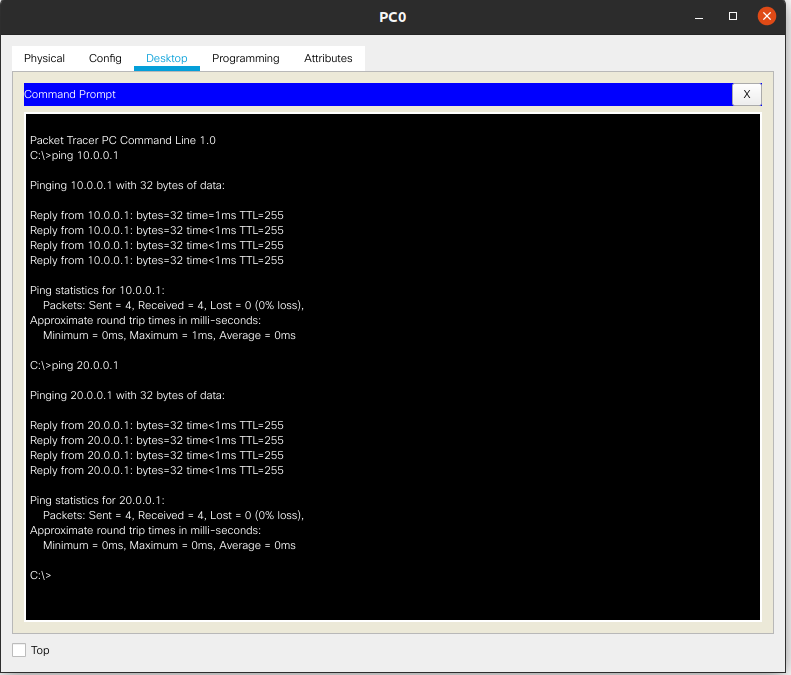 PC0
Physical Config Desktop Programming Attributes
Command Prompt
X
Packet Tracer PC Command Line 1.0
C:\>ping 10.0.0.1
Pinging 10.0.0.1 with 32 bytes of data:
Reply from 10.0.0.1: bytes=32 time=1ms TTL=255
Reply from 10.0.0.1: bytes=32 time<1ms TTL=255
Reply from 10.0.0.1: bytes=32 time<1ms TTL=255
Reply from 10.0.0.1: bytes=32 time<1ms TTL=255
Ping statistics for 10.0.0.1:
Packets: Sent = 4, Received = 4, Lost = 0 (0% loss),
Approximate round trip times in milli-seconds:
Minimum = 0ms, Maximum = 1ms, Average = 0ms
C:\>ping 20.0.0.1
Pinging 20.0.0.1 with 32 bytes of data:
Reply from 20.0.0.1: bytes=32 time<1ms TTL=255
Reply from 20.0.0.1: bytes=32 time<1ms TTL=255
Reply from 20.0.0.1: bytes=32 time<1ms TTL=255
Reply from 20.0.0.1: bytes=32 time<1ms TTL=255
Ping statistics for 20.0.0.1:
Packets: Sent = 4, Received = 4, Lost = 0 (0% loss),
Approximate round trip times in milli-seconds:
Minimum = 0ms, Maximum = 0ms, Average = 0ms
C:\>
Top